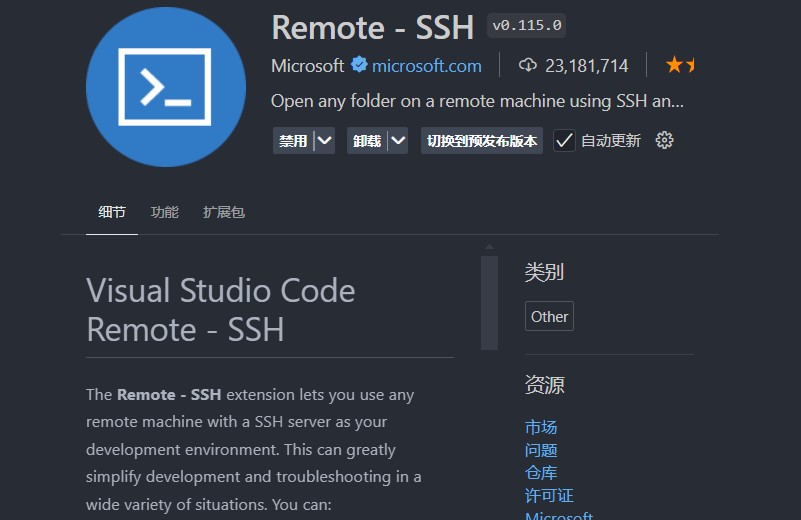 Remote - SSH v0.115.0
Microsoft microsoft.com 23,181,714
Open any folder on a remote machine using SSH an...
禁用 卸载 切换到预发布版本 自动更新
细节 功能 扩展包
Visual Studio Code
Remote - SSH
The Remote - SSH extension lets you use any
remote machine with a SSH server as your
development environment. This can greatly
simplify development and troubleshooting in a
wide variety of situations. You can:
类别
Other
资源
市场
问题
仓库
许可证
Microsoft